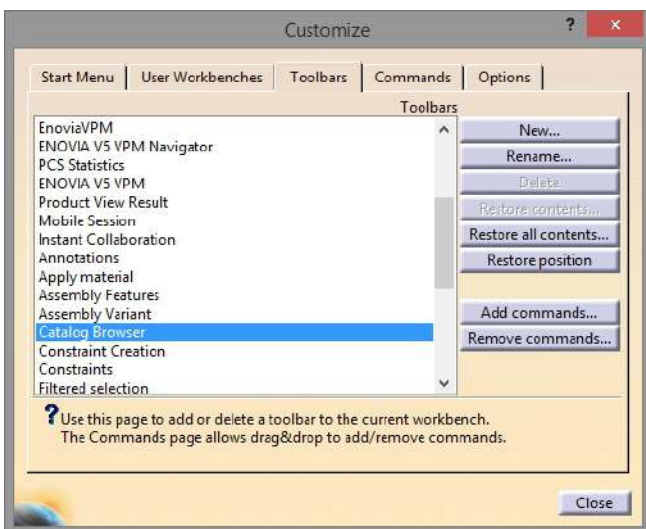 Customize
?
x
Start Menu
User Workbenches
Toolbars
Commands
Options
Toolbars
EnoviaVPM
ENOVIA V5 VPM Navigator
PCS Statistics
ENOVIA V5 VPM
Product View Result
Mobile Session
Instant Collaboration
Annotations
Apply material
Assembly Features
Assembly Variant
Catalog Browser
Constraint Creation
Constraints
Filtered selection
New...
Rename...
Delete
Restore contents...
Restore all contents...
Restore position
Add commands...
Remove commands...
? Use this page to add or delete a toolbar to the current workbench.
The Commands page allows drag&drop to add/remove commands.
Close